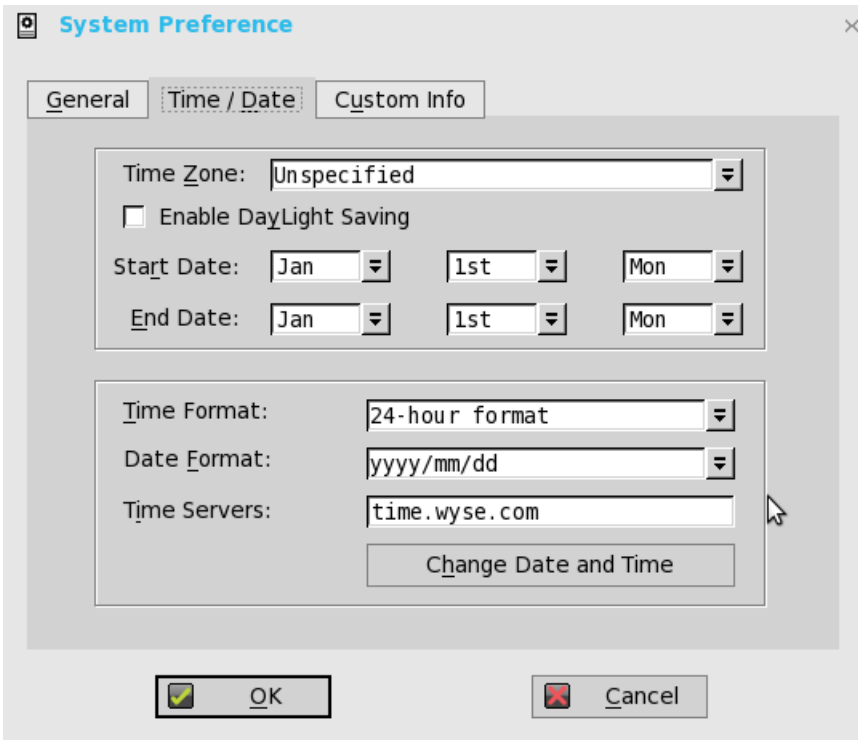 System Preference
General Time / Date Custom Info
Time Zone: Unspecified
Enable DayLight Saving
Start Date: Jan 1st Mon
End Date: Jan 1st Mon
Time Format: 24-hour format
Date Format: yyyy/mm/dd
Time Servers: time.wyse.com
Change Date and Time
OK Cancel